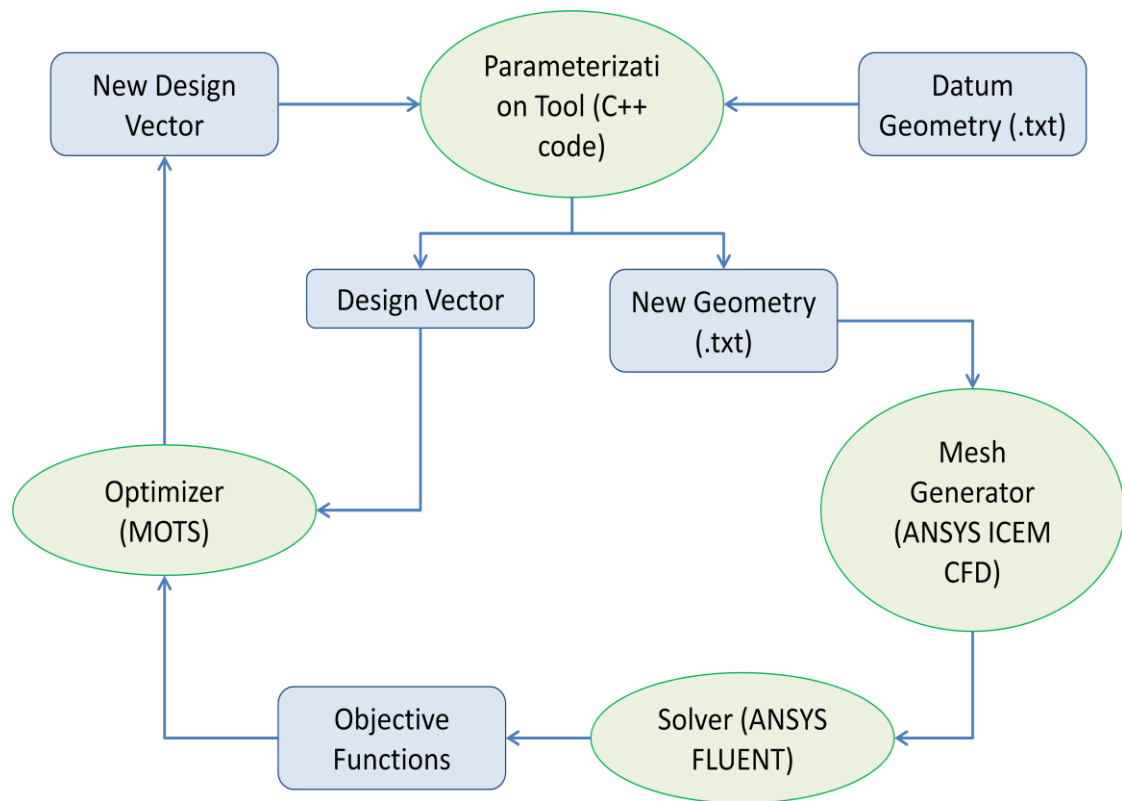 New Design
Vector
Parameterizati
on Tool (C++
code)
Datum
Geometry (.txt)
Design Vector
New Geometry
(.txt)
Optimizer
(MOTS)
Mesh
Generator
(ANSYS ICEM
CFD)
Objective
Functions
Solver (ANSYS
FLUENT)